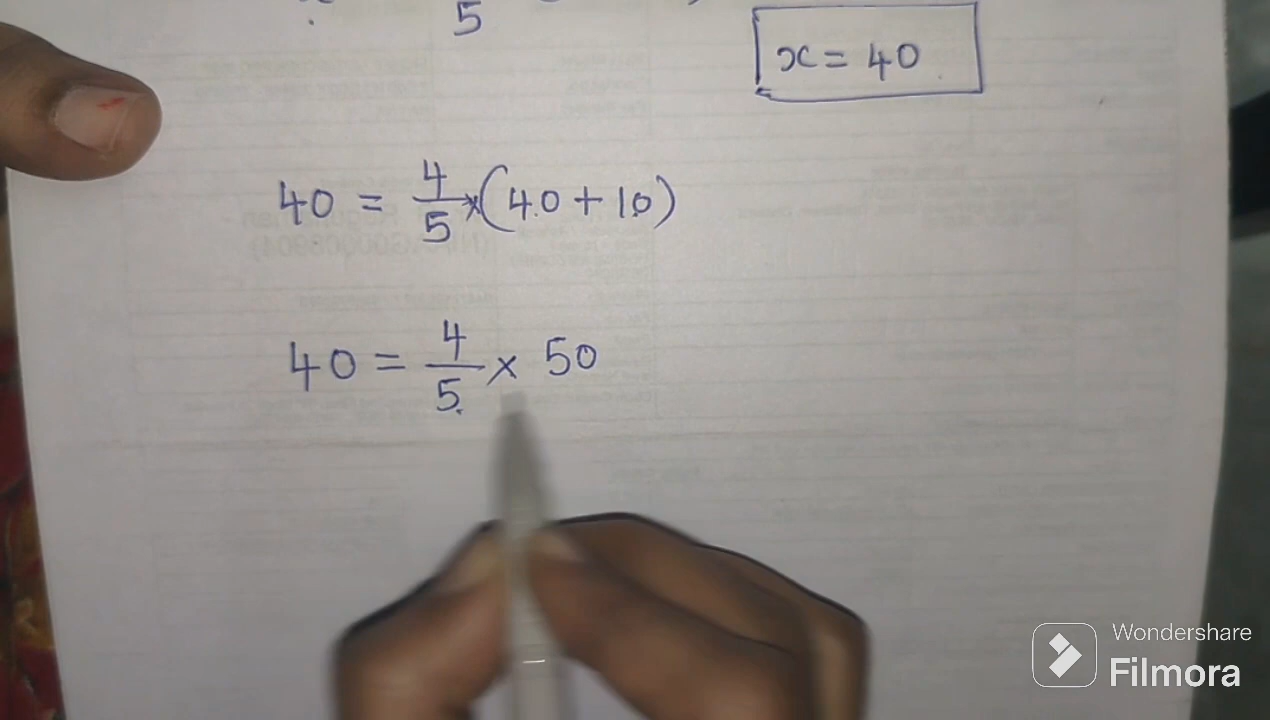 5
x = 40
40 = 4/5 × (40 + 10)
40 = 4/5 × 50
Wondershare
Filmora